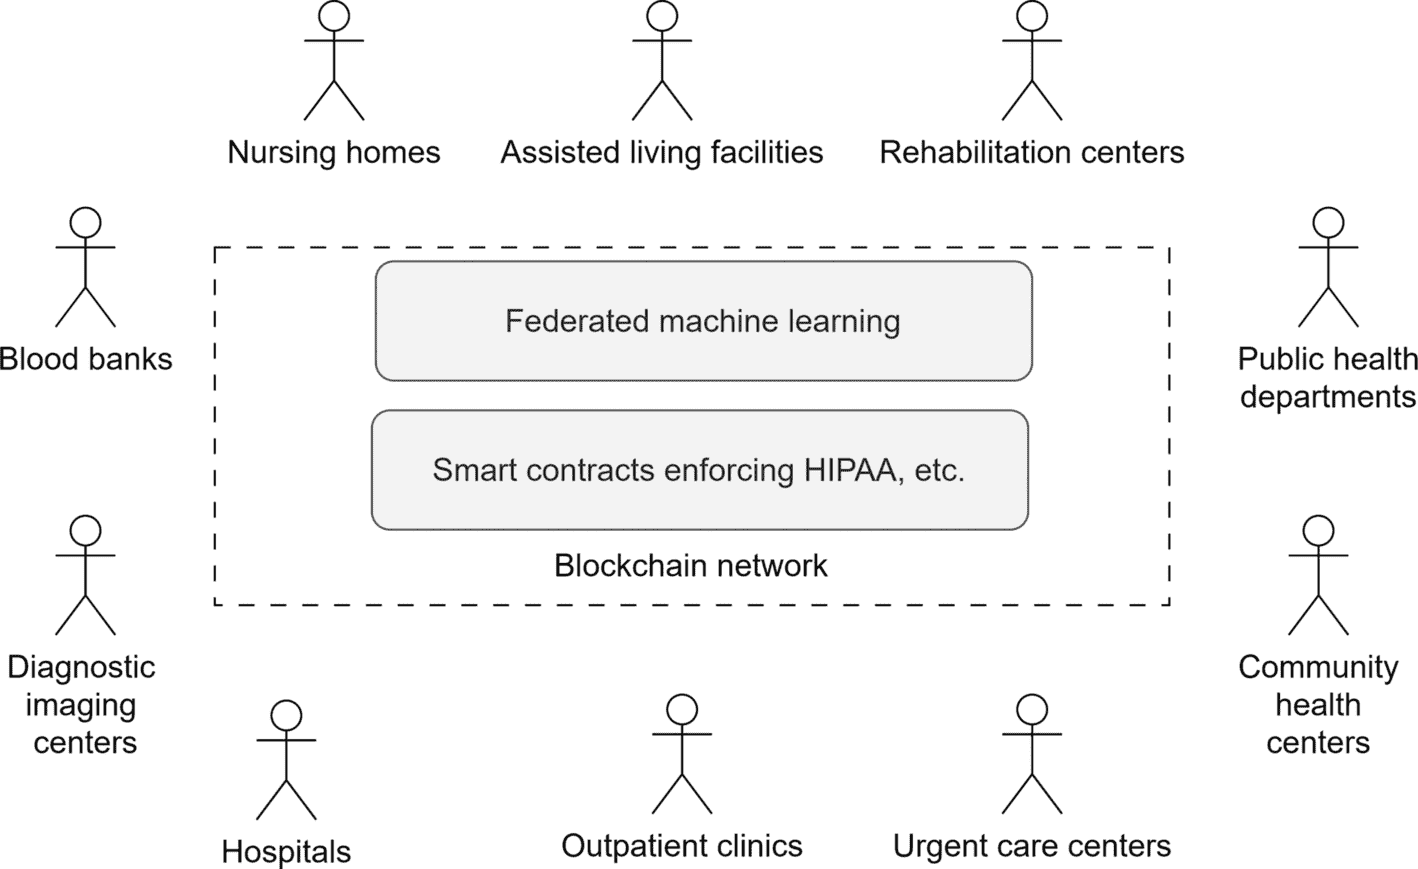 Nursing homes
Assisted living facilities
Rehabilitation centers
Blood banks
Federated machine learning
Public health
departments
Smart contracts enforcing HIPAA, etc.
Blockchain network
Diagnostic
imaging
centers
Community
health
centers
Hospitals
Outpatient clinics
Urgent care centers